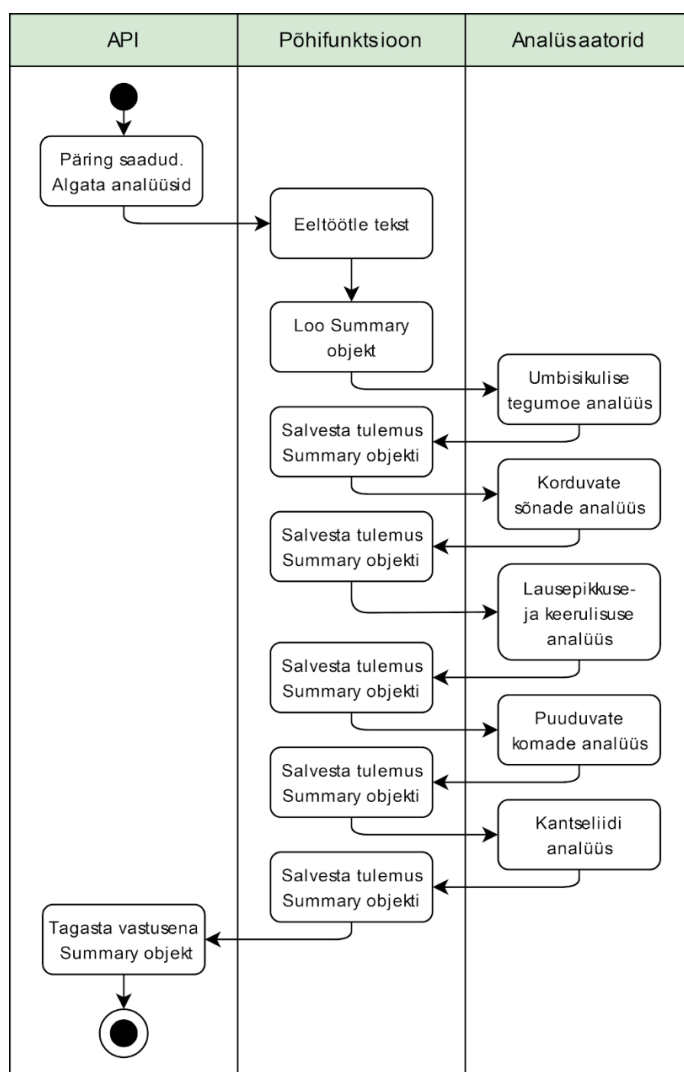 API
Põhifunktsioon
Analüsaatorid
Päring saadud.
Algata analüüsid
Eeltöötle tekst
Loo Summary
objekt
Umbisikulise
tegumoe analüüs
Salvesta tulemus
Summary objekti
Korduvate
sõnade analüüs
Salvesta tulemus
Summary objekti
Lausepikkuse-
ja keerulisuse
analüüs
Salvesta tulemus
Summary objekti
Puuduvate
komade analüüs
Salvesta tulemus
Summary objekti
Kantseliidi
analüüs
Salvesta tulemus
Summary objekti
Tagasta vastusena
Summary objekt